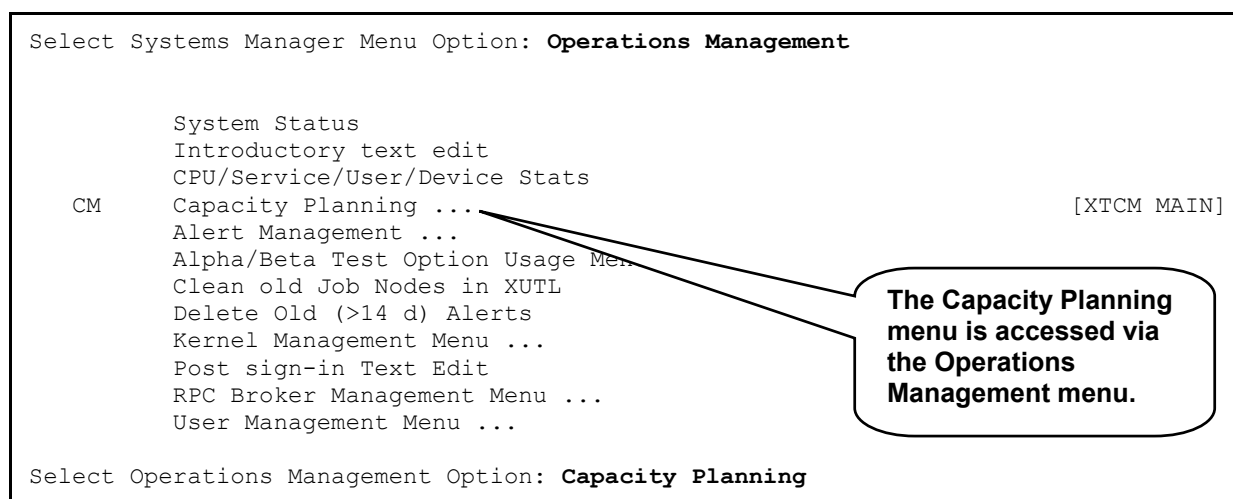 Select Systems Manager Menu Option: Operations Management
System Status
Introductory text edit
CPU/Service/User/Device Stats
CM Capacity Planning ... [XTCM MAIN]
Alert Management ...
Alpha/Beta Test Option Usage Men
Clean old Job Nodes in XUTL
Delete Old (>14 d) Alerts
Kernel Management Menu ...
Post sign-in Text Edit
RPC Broker Management Menu ...
User Management Menu ...
The Capacity Planning
menu is accessed via
the Operations
Management menu.
Select Operations Management Option: Capacity Planning